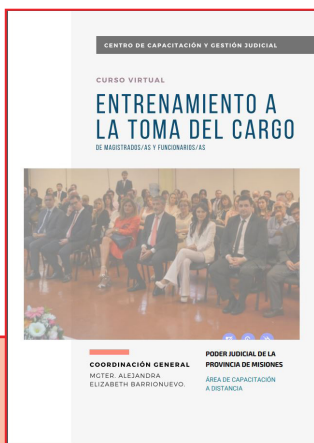 CENTRO DE CAPACITACIÓN Y GESTIÓN JUDICIAL
CURSO VIRTUAL
ENTRENAMIENTO A
LA TOMA DEL CARGO
DE MAGISTRADOS/AS Y FUNCIONARIOS/AS
COORDINACIÓN GENERAL
MGTER. ALEJANDRA
ELIZABETH BARRIONUEVO.
PODER JUDICIAL DE LA
PROVINCIA DE MISIONES
ÁREA DE CAPACITACIÓN
A DISTANCIA